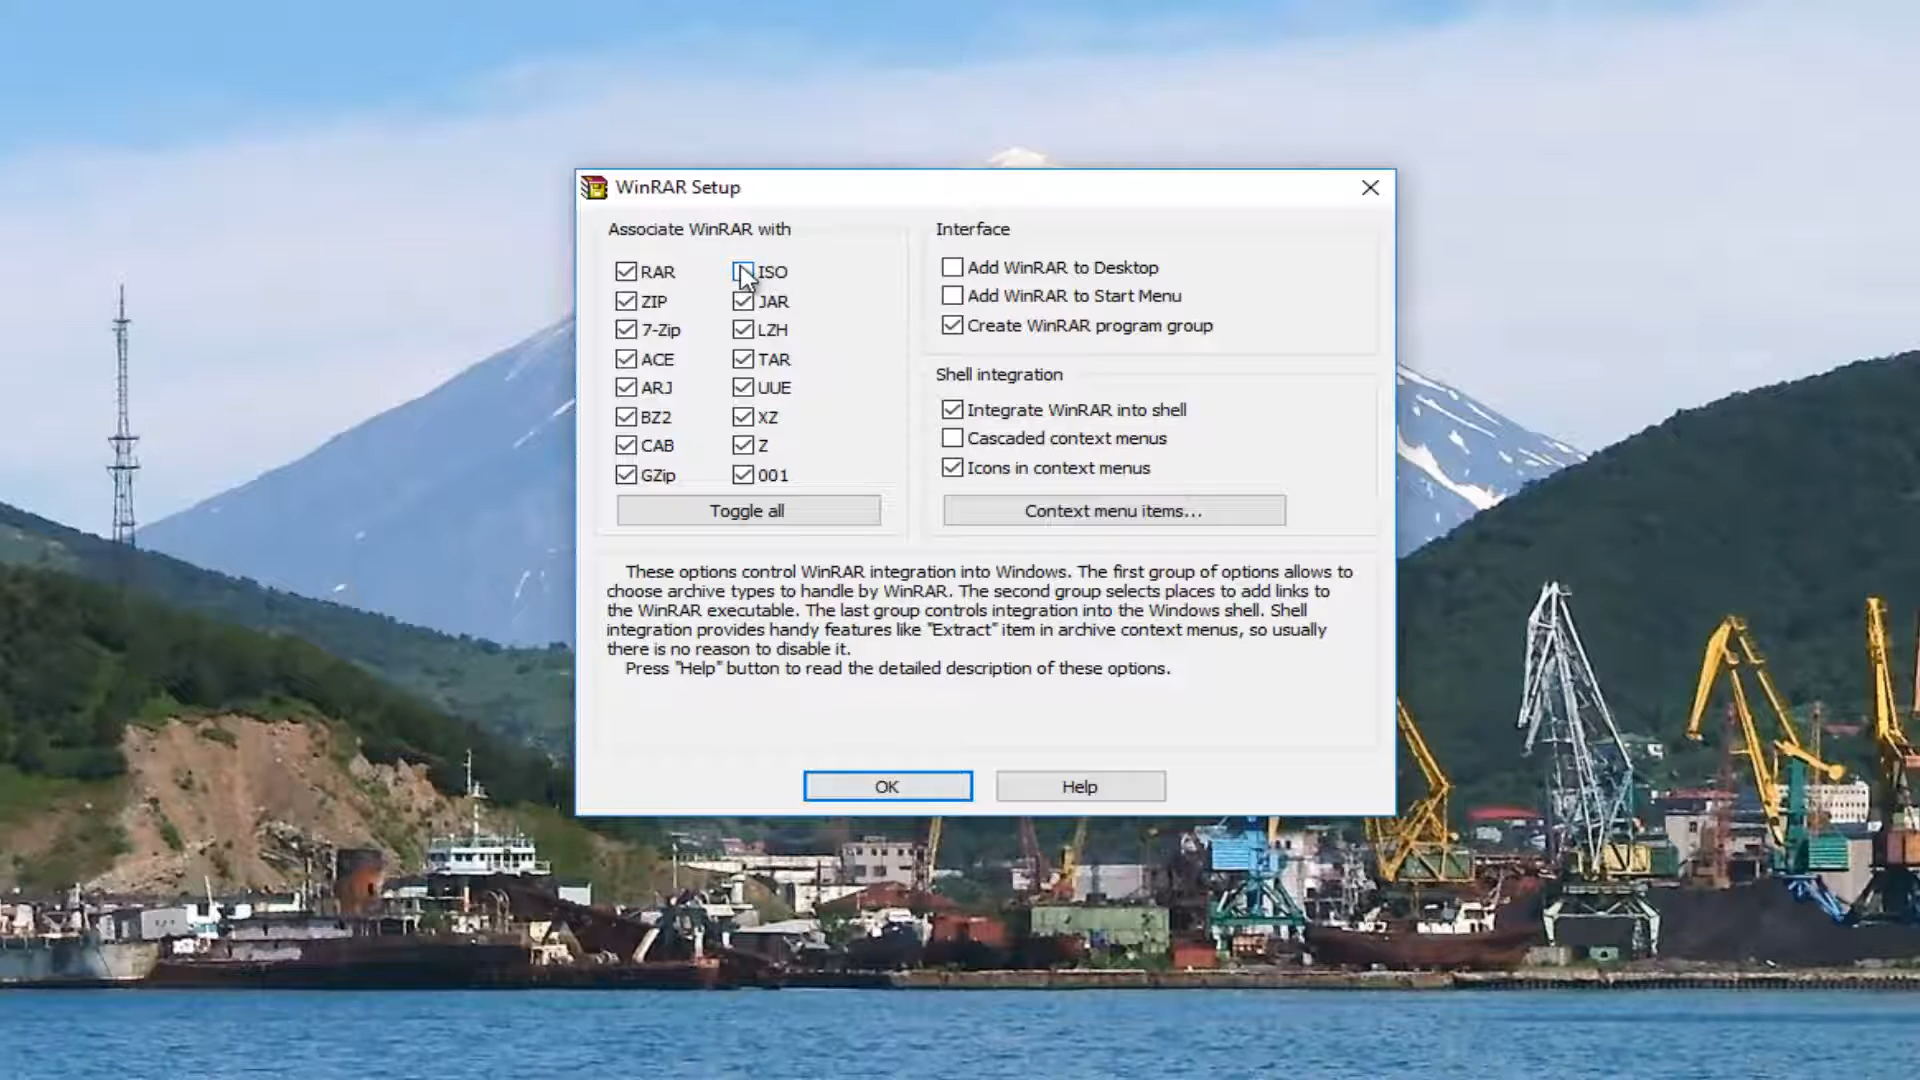 WinRAR Setup
Associate WinRAR with
RAR
ISO
ZIP
JAR
7-Zip
LZH
ACE
TAR
ARJ
UUE
BZ2
XZ
CAB
Z
GZip
001
Toggle all
Interface
Add WinRAR to Desktop
Add WinRAR to Start Menu
Create WinRAR program group
Shell integration
Integrate WinRAR into shell
Cascaded context menus
Icons in context menus
Context menu items...
These options control WinRAR integration into Windows. The first group of options allows to
choose archive types to handle by WinRAR. The second group selects places to add links to
the WinRAR executable. The last group controls integration into the Windows shell. Shell
integration provides handy features like "Extract" item in archive context menus, so usually
there is no reason to disable it.
Press "Help" button to read the detailed description of these options.
OK
Help